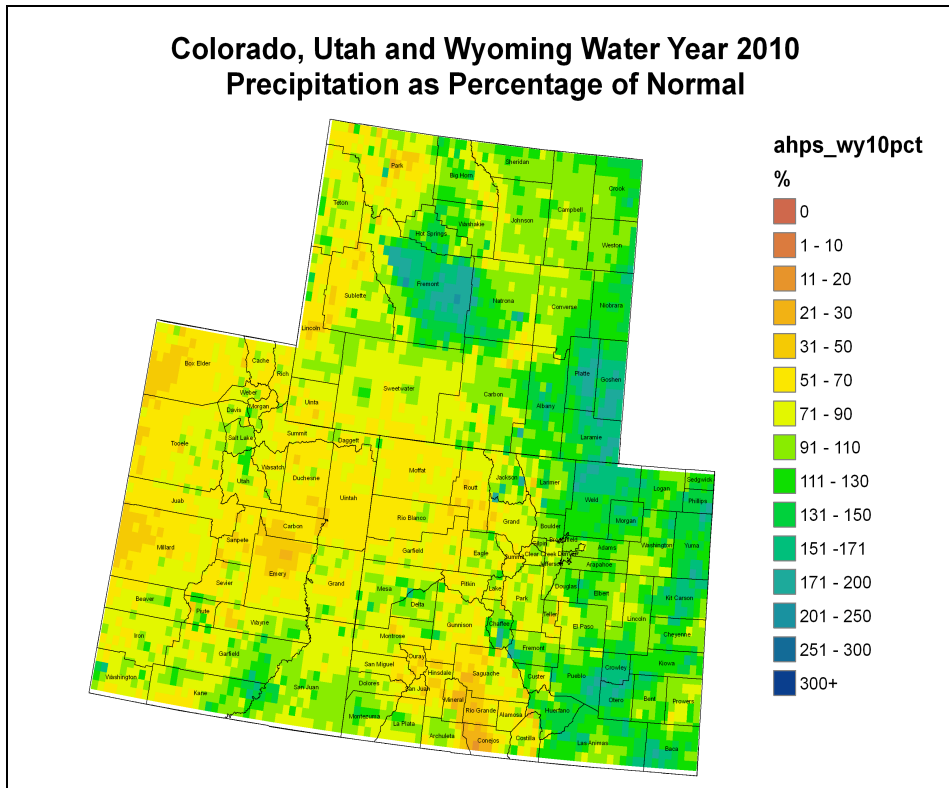 Colorado, Utah and Wyoming Water Year 2010
Precipitation as Percentage of Normal
ahps_wy10pct
%
0
1 - 10
11 - 20
21 - 30
31 - 50
51 - 70
71 - 90
91 - 110
111 - 130
131 - 150
151 -171
171 - 200
201 - 250
251 - 300
300+
Park
Sheridan
Big Horn
Crook
Teton
Campbell
Johnson
Washakie
Hot Springs
Weston
Fremont
Sublette
Natrona
Converse
Niobrara
Lincoln
Box Elder
Cache
Rich
Platte
Goshen
Sweetwater
Carbon
Albany
Weber
Uinta
Davis
Morgan
Salt Lake
Summit
Daggett
Laramie
Tooele
Wasatch
Utah
Duchesne
Uintah
Moffat
Routt
Jackson
Larimer
Weld
Logan
Sedgwick
Phillips
Juab
Rio Blanco
Grand
Morgan
Boulder
Carbon
Sanpete
Millard
Garfield
Eagle
Summit
Clear Creek
Denver
Adams
Arapahoe
Washington
Yuma
Emery
Sevier
Grand
Mesa
Pitkin
Lake
Park
Douglas
Elbert
Kit Carson
Beaver
Piute
Wayne
Delta
Gunnison
Chaffee
Teller
El Paso
Lincoln
Cheyenne
Iron
Garfield
Montrose
Fremont
Ouray
San Miguel
Hinsdale
Saguache
Custer
Pueblo
Crowley
Kiowa
Washington
Kane
San Juan
Dolores
San Juan
Mineral
Rio Grande
Alamosa
Huerfano
Otero
Bent
Prowers
Montezuma
La Plata
Archuleta
Conejos
Costilla
Las Animas
Baca